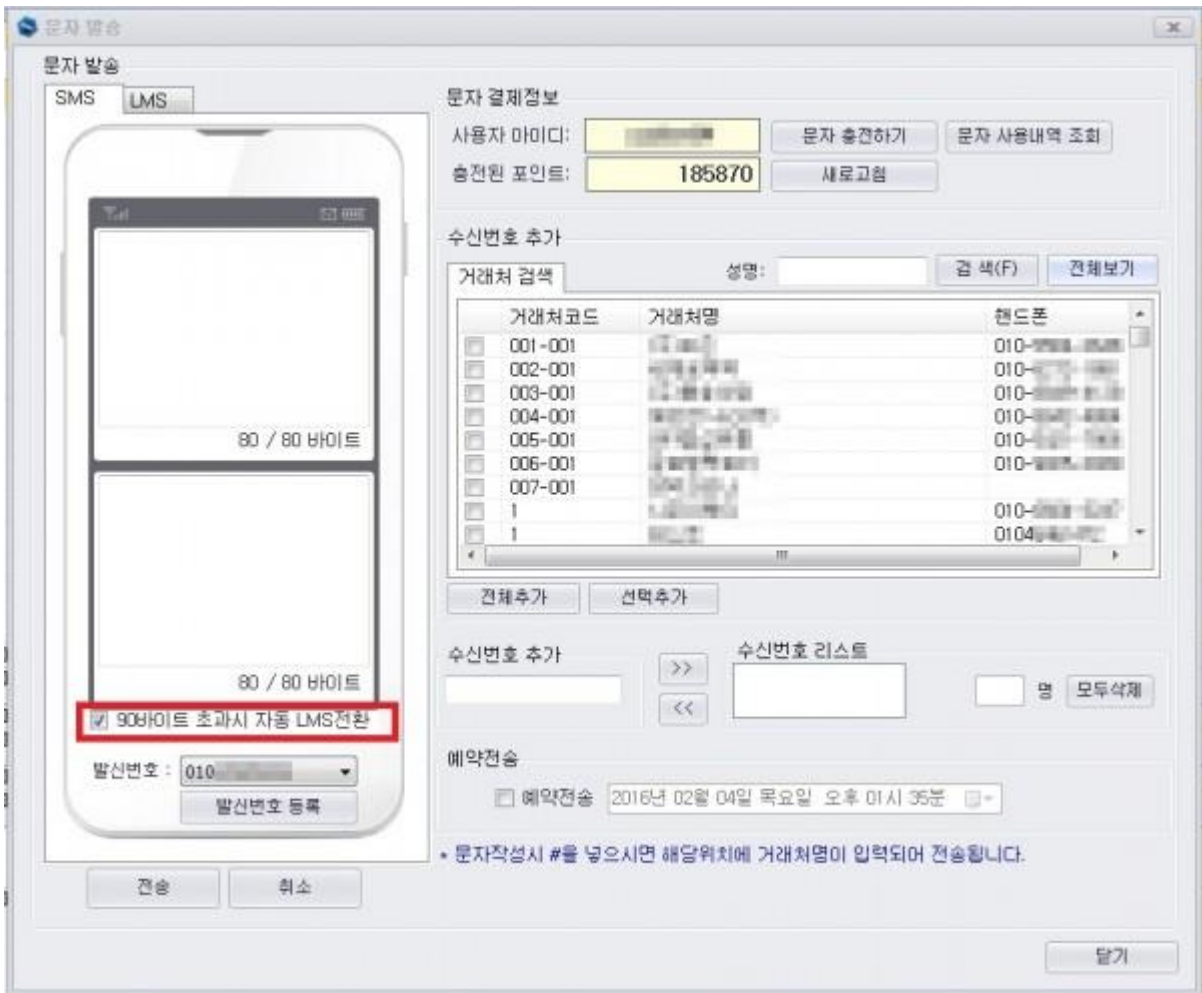 문자 발송
문자 발송
SMS LMS
80 / 80 바이트
80 / 80 바이트
90바이트 초과시 자동 LMS전환
발신번호 : 010
발신번호 등록
전송 취소
문자 결제정보
사용자 아이디: 문자 충전하기 문자 사용내역 조회
충전된 포인트: 185870 새로고침
수신번호 추가
거래처 검색 성명: 검 색(F) 전체보기
거래처코드 거래처명 핸드폰
001-001 010-
002-001 010-
003-001 010-
004-001 010-
005-001 010-
006-001 010-
007-001
1 010-
1 0104
전체추가 선택추가
수신번호 추가 >> << 수신번호 리스트 명 모두삭제
예약전송
예약전송 2016년 02월 04일 목요일 오후 01시 35분
* 문자작성시 #을 넣으시면 해당위치에 거래처명이 입력되어 전송됩니다.
닫기